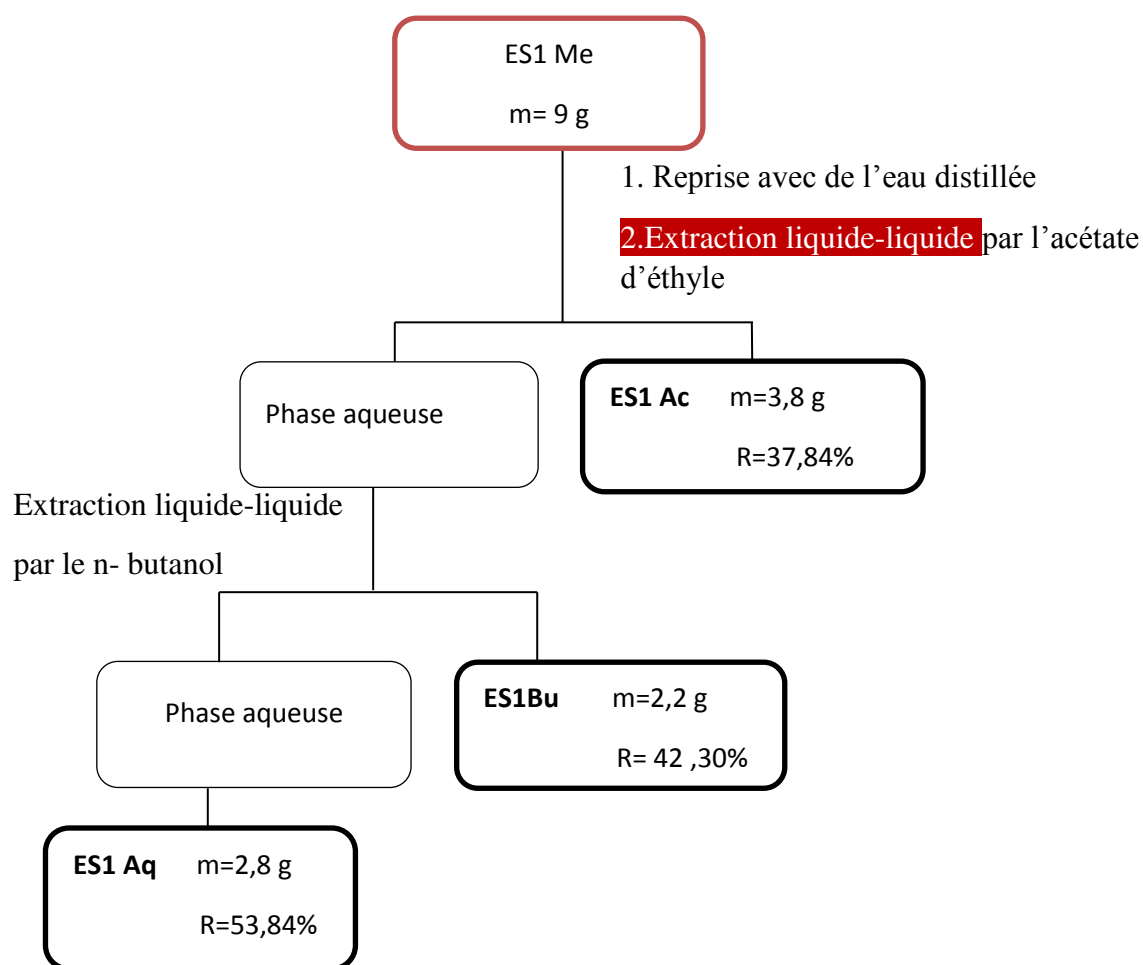 ES1 Me
m= 9 g
1. Reprise avec de l’eau distillée
2.Extraction liquide-liquide par l’acétate
d’éthyle
Phase aqueuse
ES1 Ac m=3,8 g
R=37,84%
Extraction liquide-liquide
par le n- butanol
Phase aqueuse
ES1Bu m=2,2 g
R= 42 ,30%
ES1 Aq m=2,8 g
R=53,84%